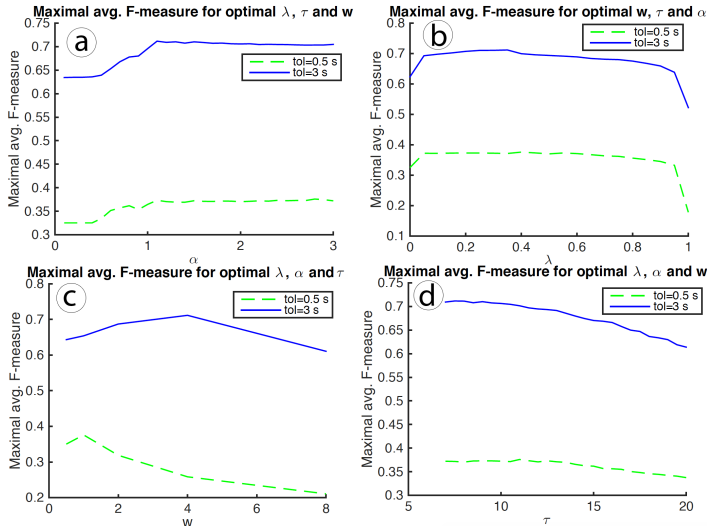 Maximal avg. F-measure for optimal λ, τ and w
a
0.75
0.7
0.65
0.6
0.55
0.5
0.45
0.4
0.35
0.3
Maximal avg. F-measure
tol=0.5 s
tol=3 s
0
1
2
3
α
Maximal avg. F-measure for optimal w, τ and α
b
0.8
0.7
0.6
0.5
0.4
0.3
0.2
0.1
Maximal avg. F-measure
tol=0.5 s
tol=3 s
0
0.2
0.4
0.6
0.8
1
λ
Maximal avg. F-measure for optimal λ, α and τ
c
0.8
0.7
0.6
0.5
0.4
0.3
0.2
Maximal avg. F-measure
tol=0.5 s
tol=3 s
0
2
4
6
8
w
Maximal avg. F-measure for optimal λ, α and w
d
0.75
0.7
0.65
0.6
0.55
0.5
0.45
0.4
0.35
0.3
Maximal avg. F-measure
tol=0.5 s
tol=3 s
5
10
15
20
τ